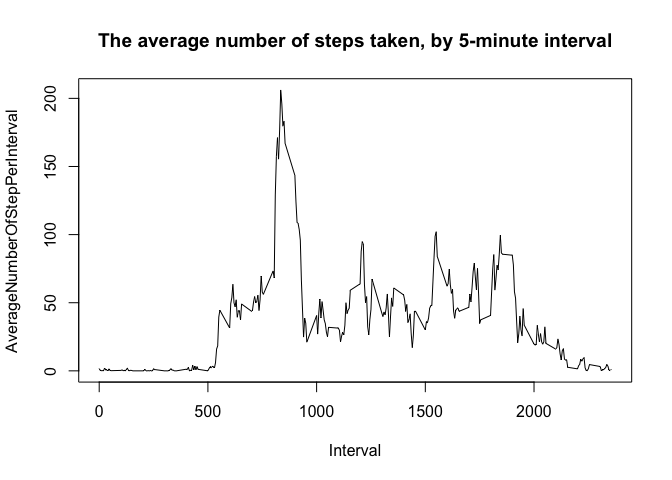 The average number of steps taken, by 5-minute interval
AverageNumberOfStepPerInterval
200
150
100
50
0
0 500 1000 1500 2000
Interval